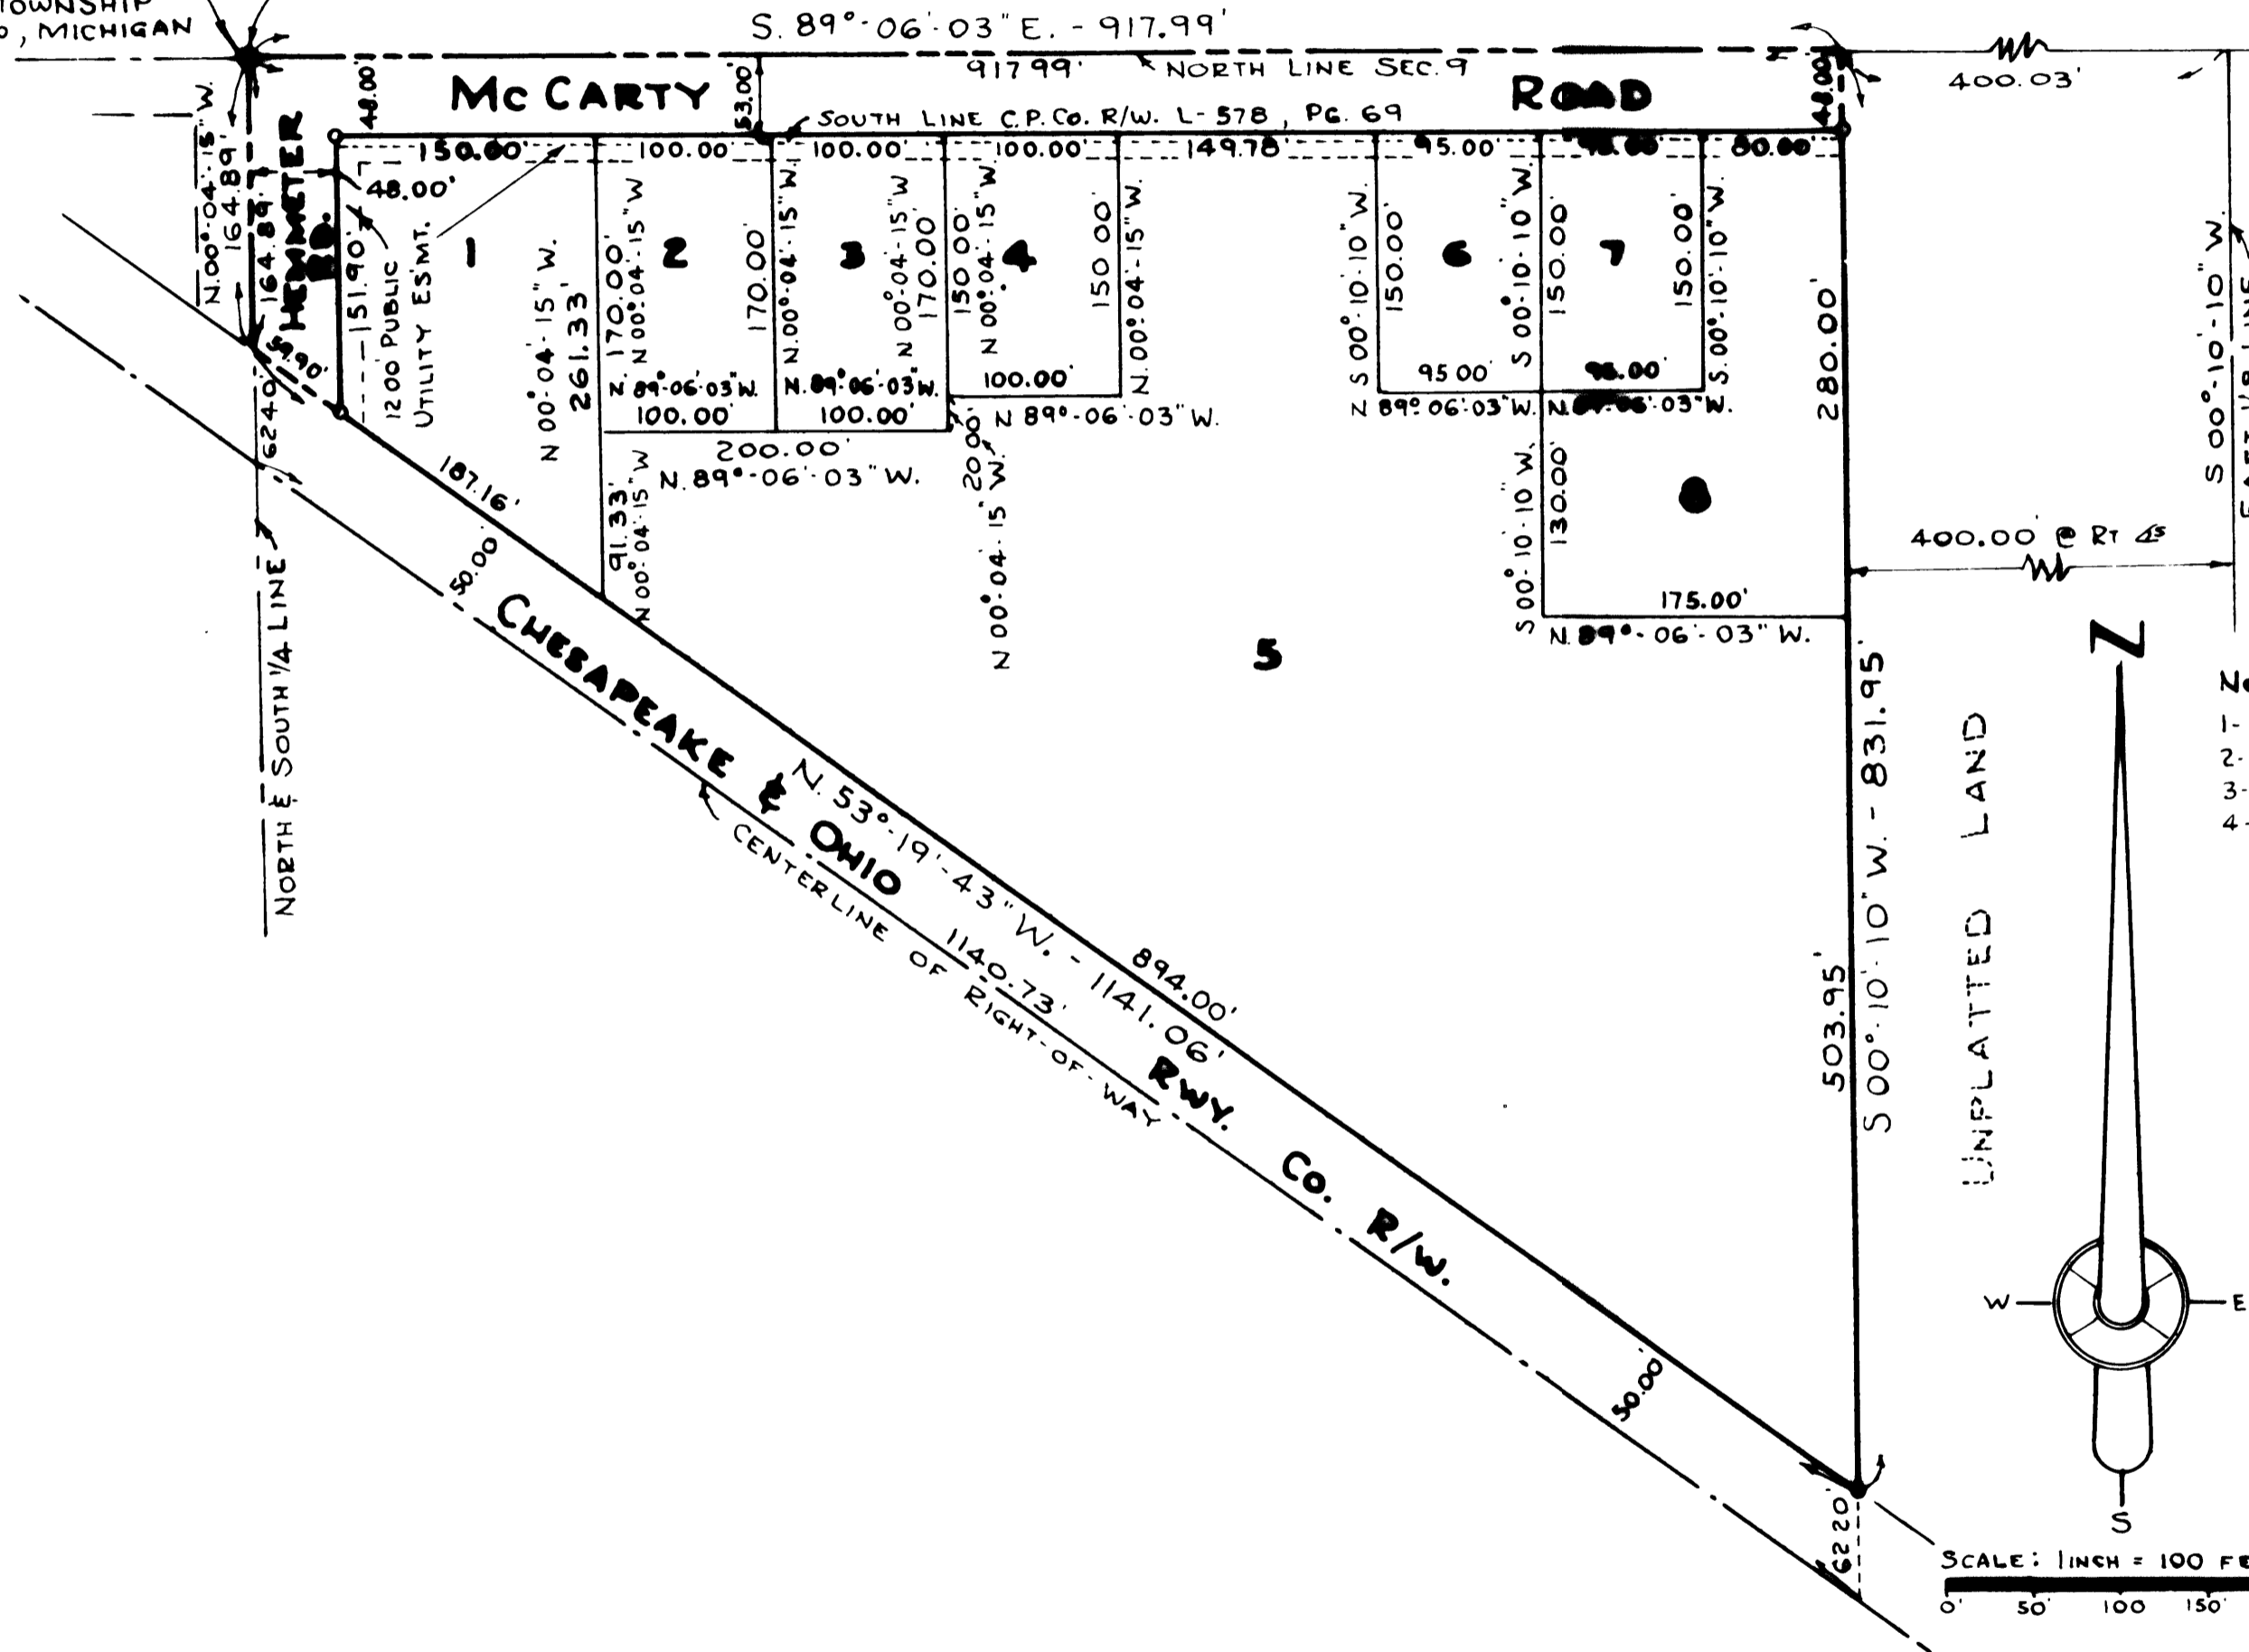 TOWNSHIP
, MICHIGAN
S. 89°-06'-03" E. - 917.99'
917.99'
NORTH LINE SEC. 9
McCARTY ROAD
53.00'
48.00'
48.00'
400.03'
SOUTH LINE C.P. CO. R/W. L-578, PG. 69
N.00°-04'-15" W.
164.89'
164.89'
HEMMETER
RD.
150.00'
100.00'
100.00'
100.00'
149.78'
95.00'
80.00'
48.00'
151.90'
12.00' PUBLIC
UTILITY ES'MT.
1
N 00°-04'-15" W.
261.33'
170.00'
N 00°-04'-15" W
2
170.00'
N.00°-04'-15" W.
3
N 00°-04'-15" W
170.00'
150.00'
N 00°-04'-15" W
4
150.00'
N.00°-04'-15" W.
S 00°-10'-10" W.
150.00'
6
S 00°-10'-10" W.
150.00'
7
150.00'
S.00°-10'-10" W.
280.00'
S 00°-10'-10" W.
59.90'
62.40'
N. 89°-06'-03" W.
100.00'
N. 89°-06'-03" W.
100.00'
100.00'
N 89°-06'-03" W.
95.00'
N 89°-06'-03" W.
200.00'
N. 89°-06'-03" W.
20.00'
N 00°-04'-15" W.
91.33'
N 00°-04'-15" W
S 00°-10'-10" W.
130.00'
175.00'
N. 89°-06'-03" W.
400.00' @ RT ∠s
187.16'
50.00'
5
NORTH & SOUTH 1/4 LINE
CHESAPEAKE & OHIO RWY. CO. R/W.
N. 53°-19'-43" W. - 1141.06'
1140.73'
894.00'
CENTERLINE OF RIGHT-OF-WAY
50.00'
503.95'
S 00°-10'-10" W. - 831.95'
UNPLATTED LAND
62.20'
N
1-
2-
3-
4-
N
W
E
S
SCALE: 1 INCH = 100 FE
0' 50' 100 150'